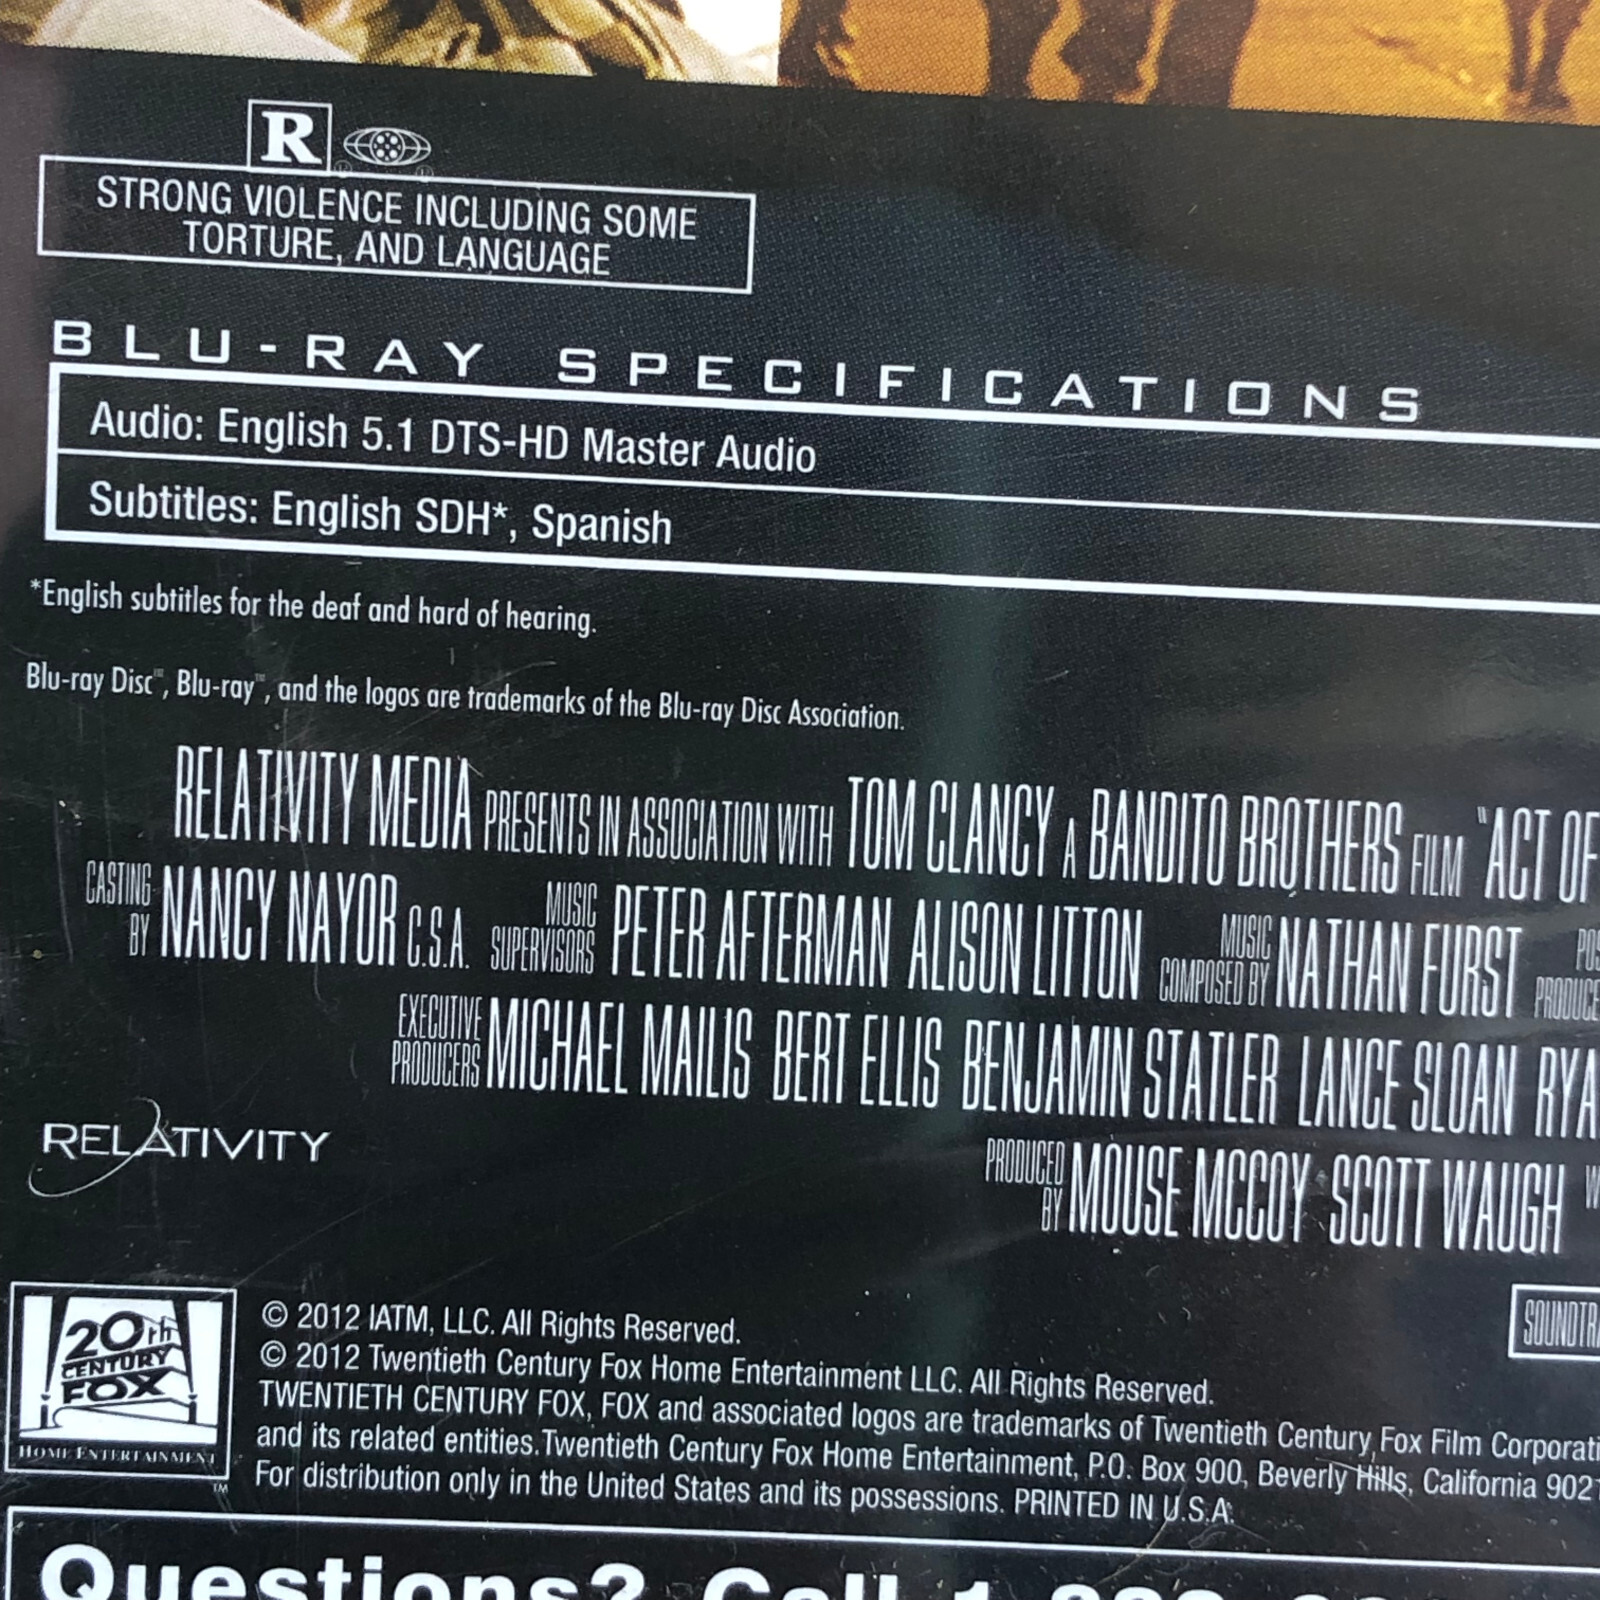 R
STRONG VIOLENCE INCLUDING SOME
TORTURE, AND LANGUAGE
BLU-RAY SPECIFICATIONS
Audio: English 5.1 DTS-HD Master Audio
Subtitles: English SDH*, Spanish
*English subtitles for the deaf and hard of hearing.
Blu-ray Disc™, Blu-ray™, and the logos are trademarks of the Blu-ray Disc Association.
RELATIVITY MEDIA PRESENTS IN ASSOCIATION WITH TOM CLANCY A BANDITO BROTHERS FILM "ACT OF
CASTING BY NANCY NAYOR C.S.A. MUSIC SUPERVISORS PETER AFTERMAN ALISON LITTON MUSIC COMPOSED BY NATHAN FURST
EXECUTIVE PRODUCERS MICHAEL MAILIS BERT ELLIS BENJAMIN STATLER LANCE SLOAN RYA
PRODUCED BY MOUSE MCCOY SCOTT WAUGH
RELATIVITY
20th
CENTURY
FOX
HOME ENTERTAINMENT
™
© 2012 IATM, LLC. All Rights Reserved.
© 2012 Twentieth Century Fox Home Entertainment LLC. All Rights Reserved.
TWENTIETH CENTURY FOX, FOX and associated logos are trademarks of Twentieth Century Fox Film Corporati
and its related entities. Twentieth Century Fox Home Entertainment, P.O. Box 900, Beverly Hills, California 902
For distribution only in the United States and its possessions. PRINTED IN U.S.A.
SOUNDTRA
Questions? Call 1